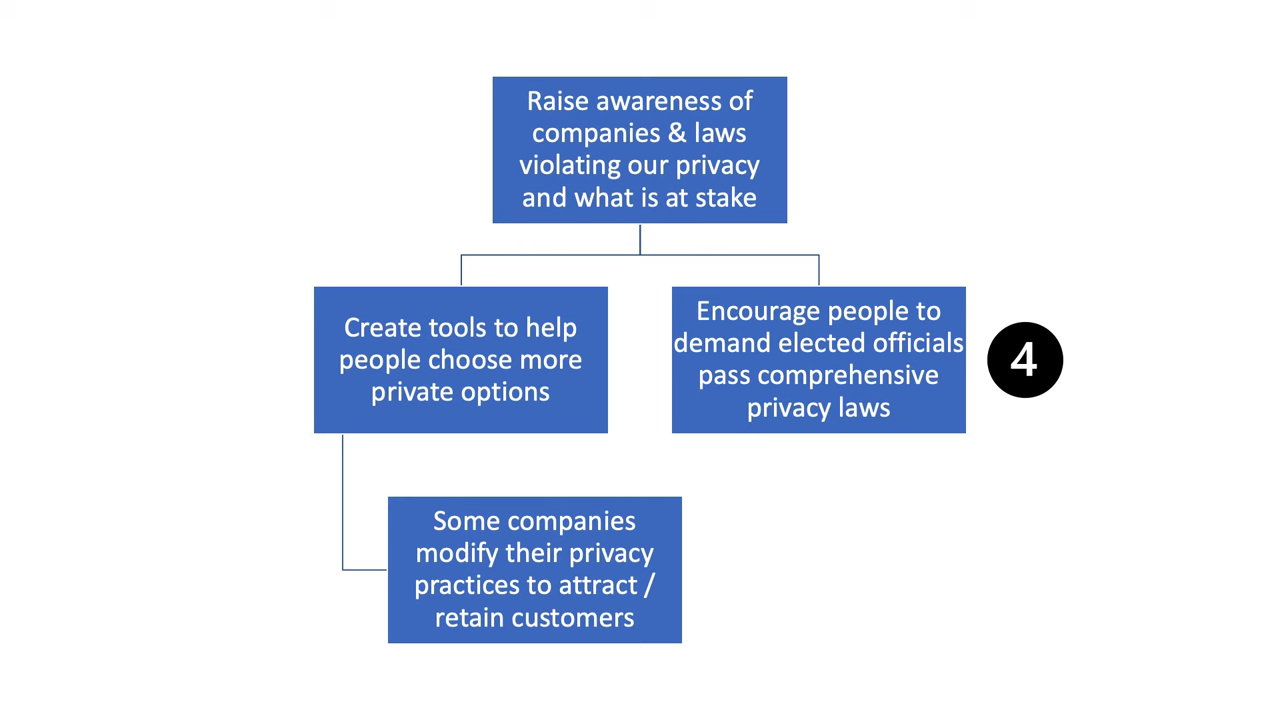 Raise awareness of
companies & laws
violating our privacy
and what is at stake
Create tools to help
people choose more
private options
Encourage people to
demand elected officials
pass comprehensive
privacy laws
4
Some companies
modify their privacy
practices to attract /
retain customers